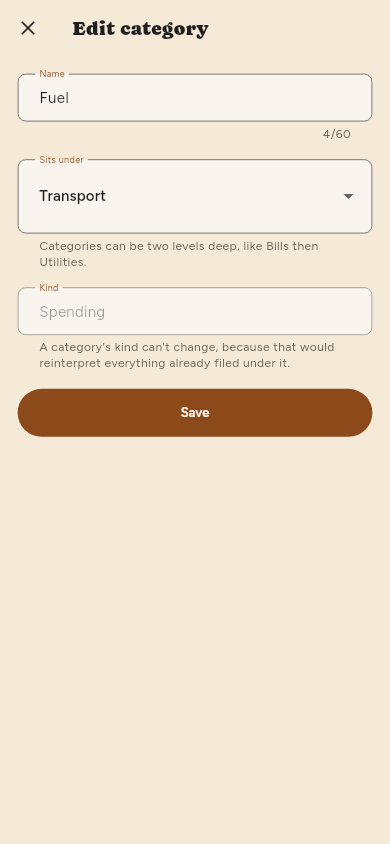 Edit category
Name
Fuel
4/60
Sits under
Transport
Categories can be two levels deep, like Bills then
Utilities.
Kind
Spending
A category's kind can't change, because that would
reinterpret everything already filed under it.
Save